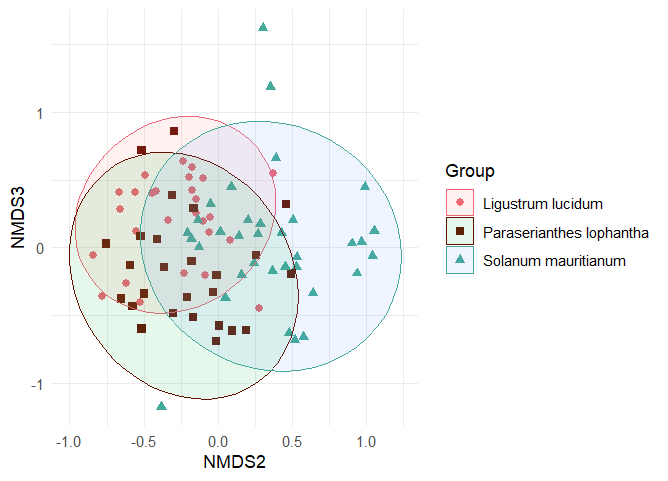 NMDS3
1
0
-1
-1.0
-0.5
0.0
0.5
1.0
NMDS2
Group
Ligustrum lucidum
Paraserianthes lophantha
Solanum mauritianum